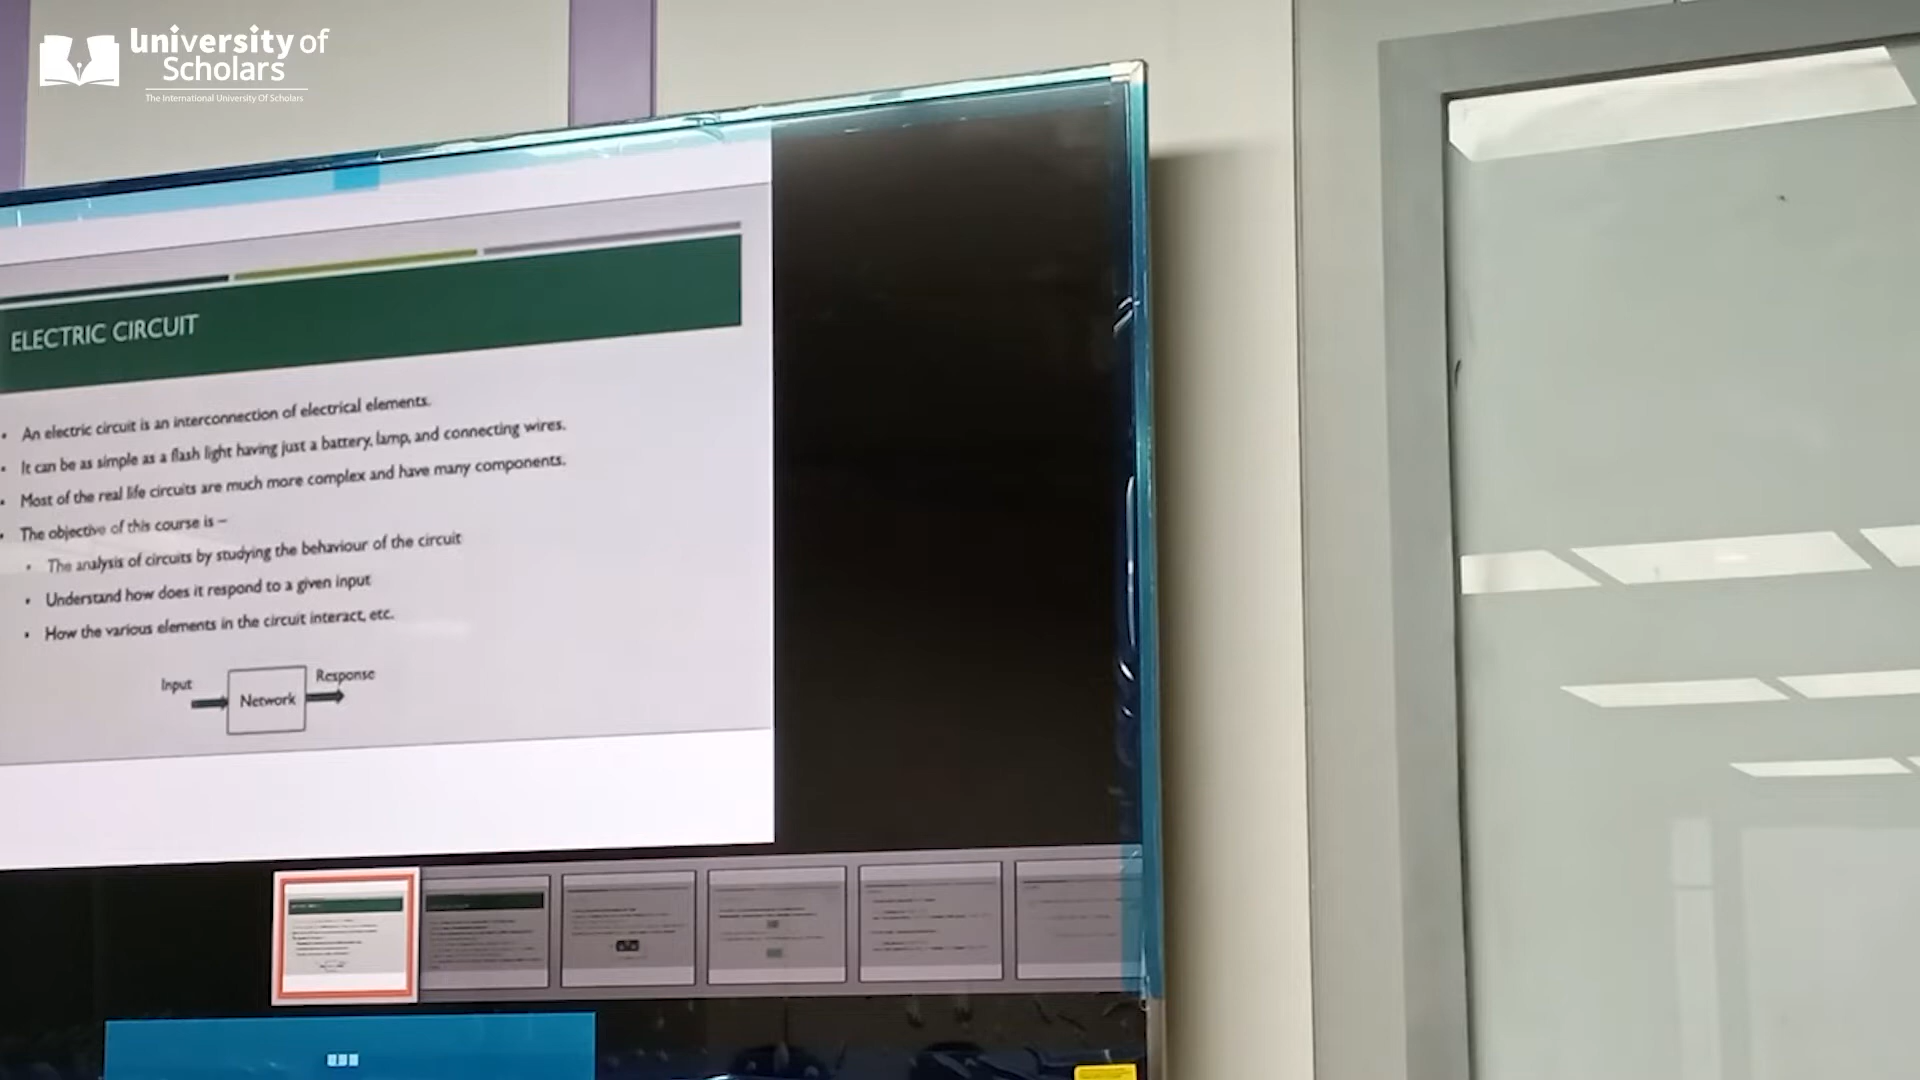 University of
Scholars
The International University Of Scholars
ELECTRIC CIRCUIT
• An electric circuit is an interconnection of electrical elements.
• It can be as simple as a flash light having just a battery, lamp, and connecting wires.
• Most of the real life circuits are much more complex and have many components.
• The objective of this course is –
• The analysis of circuits by studying the behaviour of the circuit
• Understand how does it respond to a given input
• How the various elements in the circuit interact, etc.
Input
Network
Response